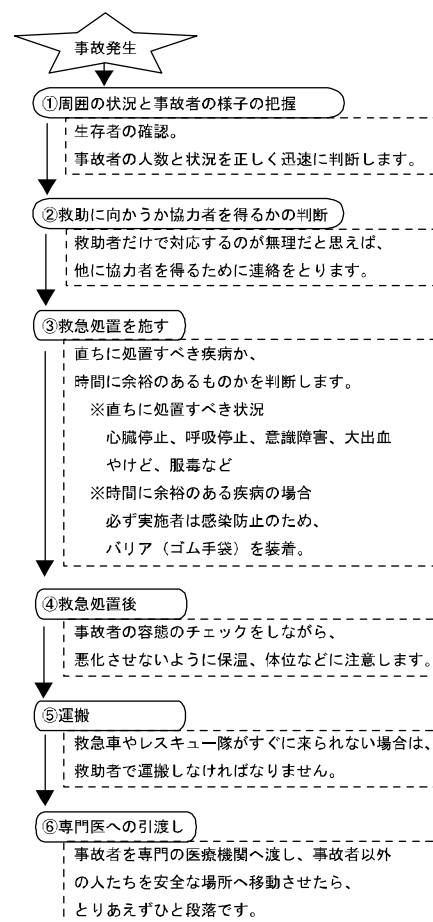 事故発生
①周囲の状況と事故者の様子の把握
生存者の確認。
事故者の人数と状況を正しく迅速に判断します。
②救助に向かうか協力者を得るかの判断
救助者だけで対応するのが無理だと思えば、
他に協力者を得るために連絡をとります。
③救急処置を施す
直ちに処置すべき疾病か、
時間に余裕のあるものかを判断します。
※直ちに処置すべき状況
心臓停止、呼吸停止、意識障害、大出血
やけど、服毒など
※時間に余裕のある疾病の場合
必ず実施者は感染防止のため、
バリア（ゴム手袋）を装着。
④救急処置後
事故者の容態のチェックをしながら、
悪化させないように保温、体位などに注意します。
⑤運搬
救急車やレスキュー隊がすぐに来られない場合は、
救助者で運搬しなければなりません。
⑥専門医への引渡し
事故者を専門の医療機関へ渡し、事故者以外
の人たちを安全な場所へ移動させたら、
とりあえずひと段落です。